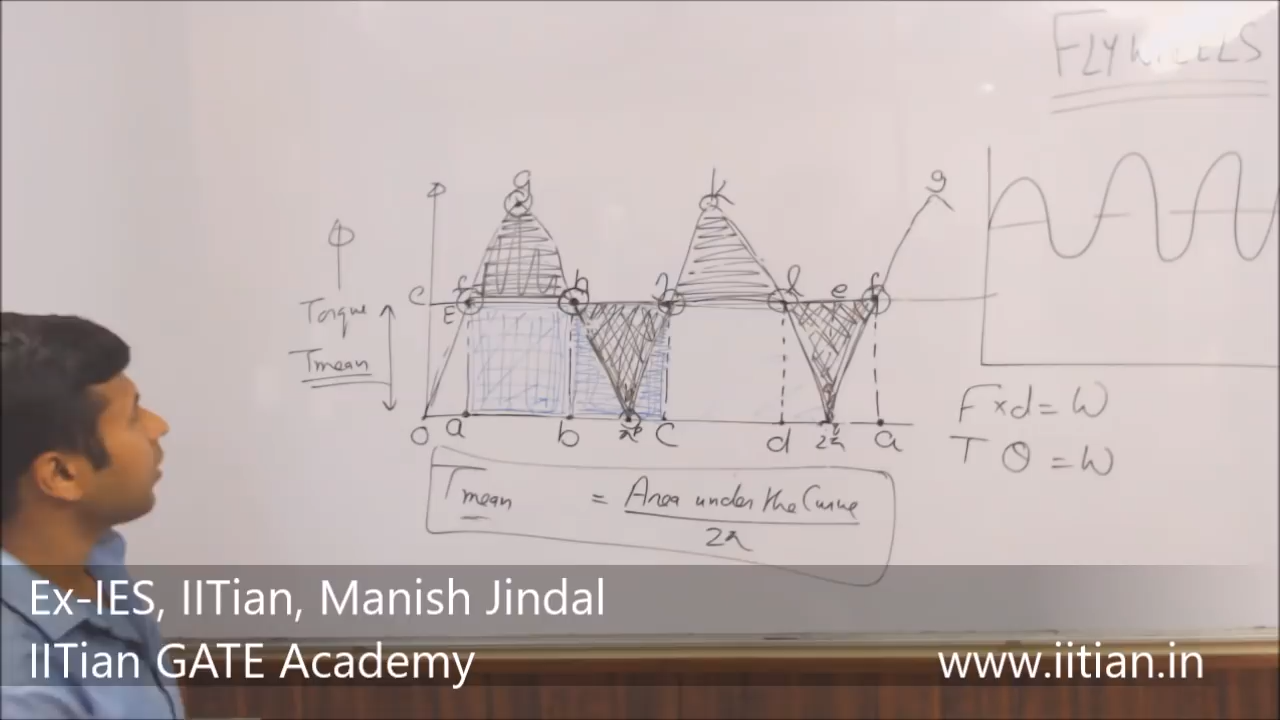 FLYWHEELS
g
k
g
Φ
e
f
h
j
l
e
f
E
Torque
Tmean
O
a
b
π
C
d
2π
a
F x d = W
T θ = W
Tmean = Area under the Curve
2π
Ex-IES, IITian, Manish Jindal
IITian GATE Academy
www.iitian.in